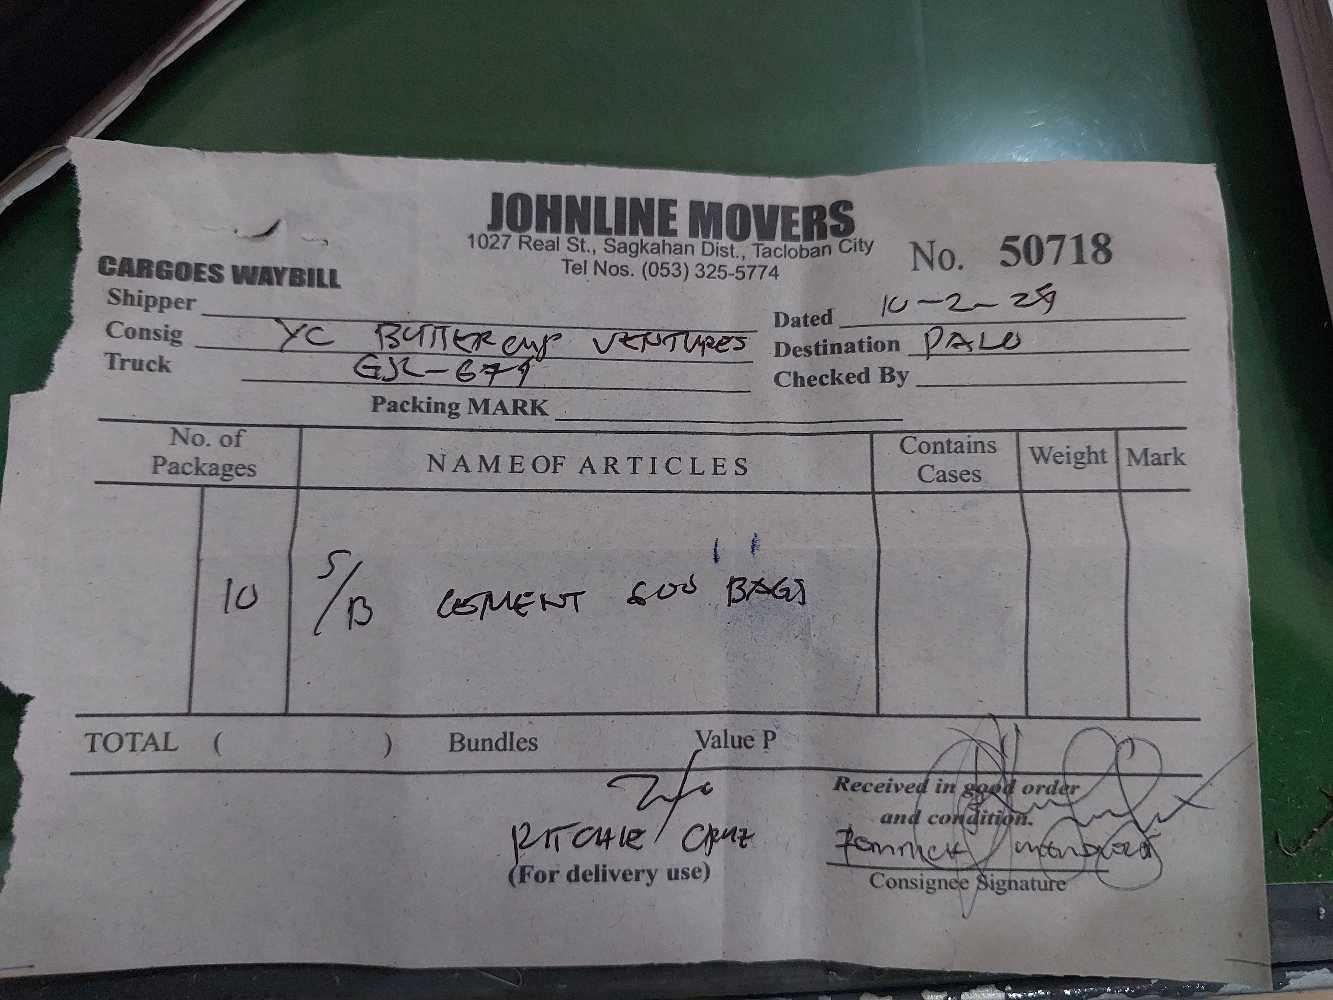 JOHNLINE MOVERS
1027 Real St., Sagkahan Dist., Tacloban City
Tel Nos. (053) 325-5774
No. 50718
CARGOES WAYBILL
Shipper
Dated 10-2-
Consig YC BUTTERcup VENTURES
Destination PALO
Truck
Checked By
Packing MARK
No. of Packages
NAME OF ARTICLES
Contains Cases
Weight
Mark
10 S/B CEMENT BAGS
TOTAL ( ) Bundles Value P
Received in good order
and condition.
RITCHIE CRUZ
(For delivery use)
Consignee Signature